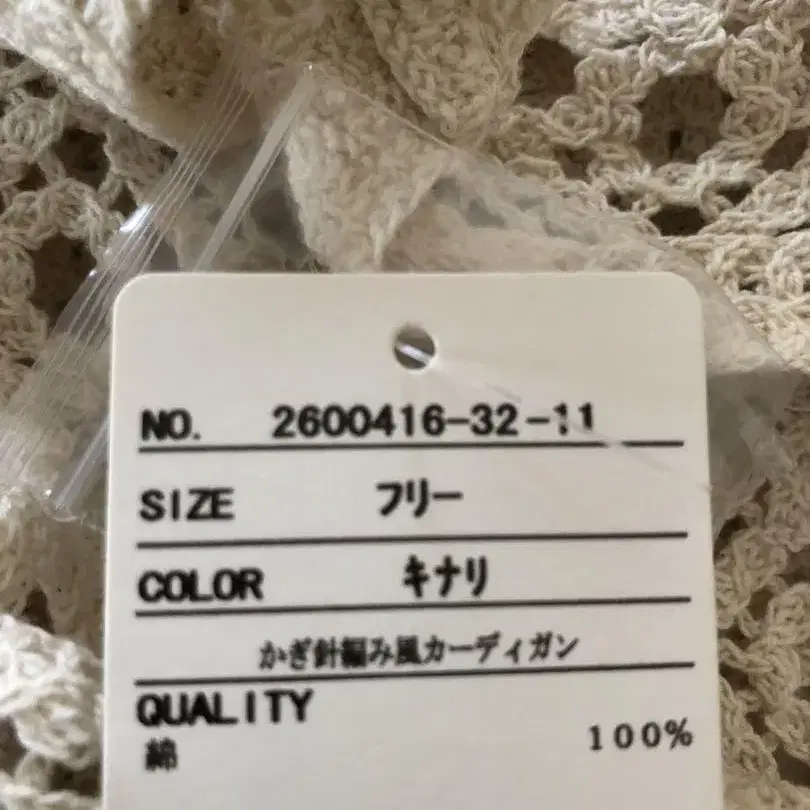 NO. 2600416-32-11
SIZE フリー
COLOR キナリ
かぎ針編み風カーディガン
QUALITY
綿 100%